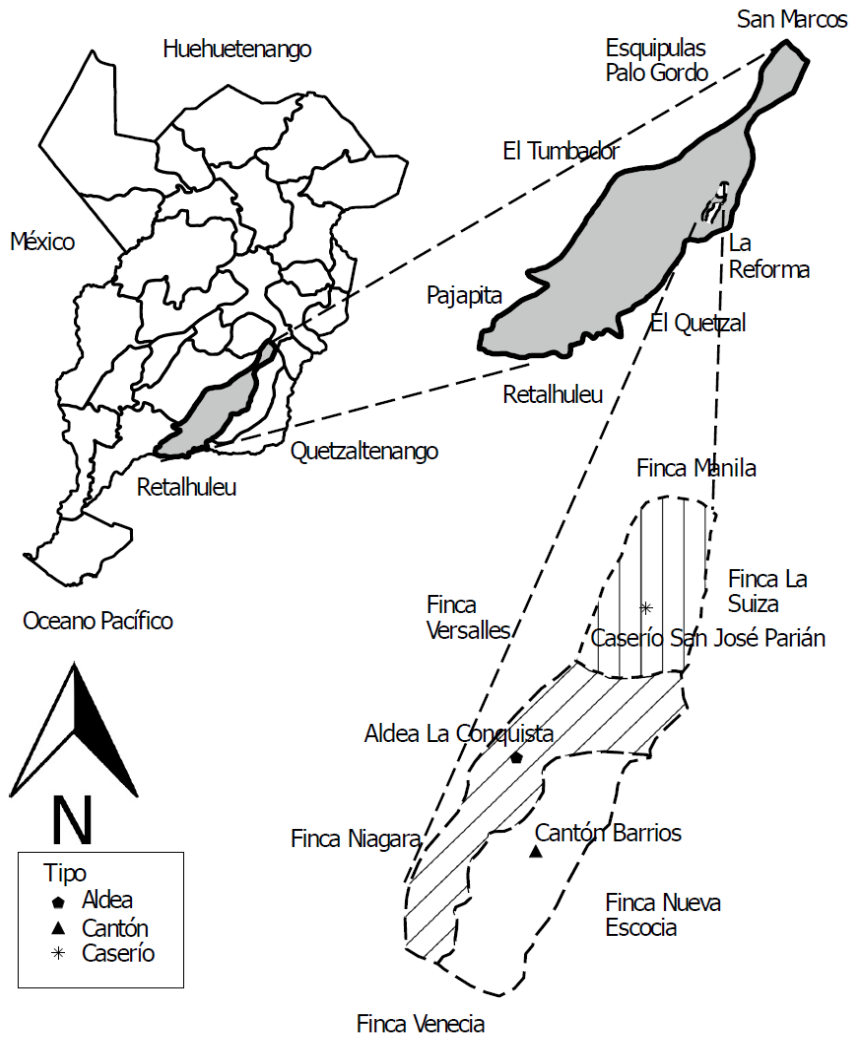 San Marcos
Huehuetenango
Esquipulas
Palo Gordo
El Tumbador
México
La
Reforma
Pajapita
El Quetzal
Retalhuleu
Quetzaltenango
Retalhuleu
Finca Manila
Finca La
Suiza
Finca
Versalles
Oceano Pacífico
Caserío San José Parián
Aldea La Conquista
N
Cantón Barrios
Finca Niagara
Tipo
Aldea
Cantón
Caserío
Finca Nueva
Escocia
Finca Venecia